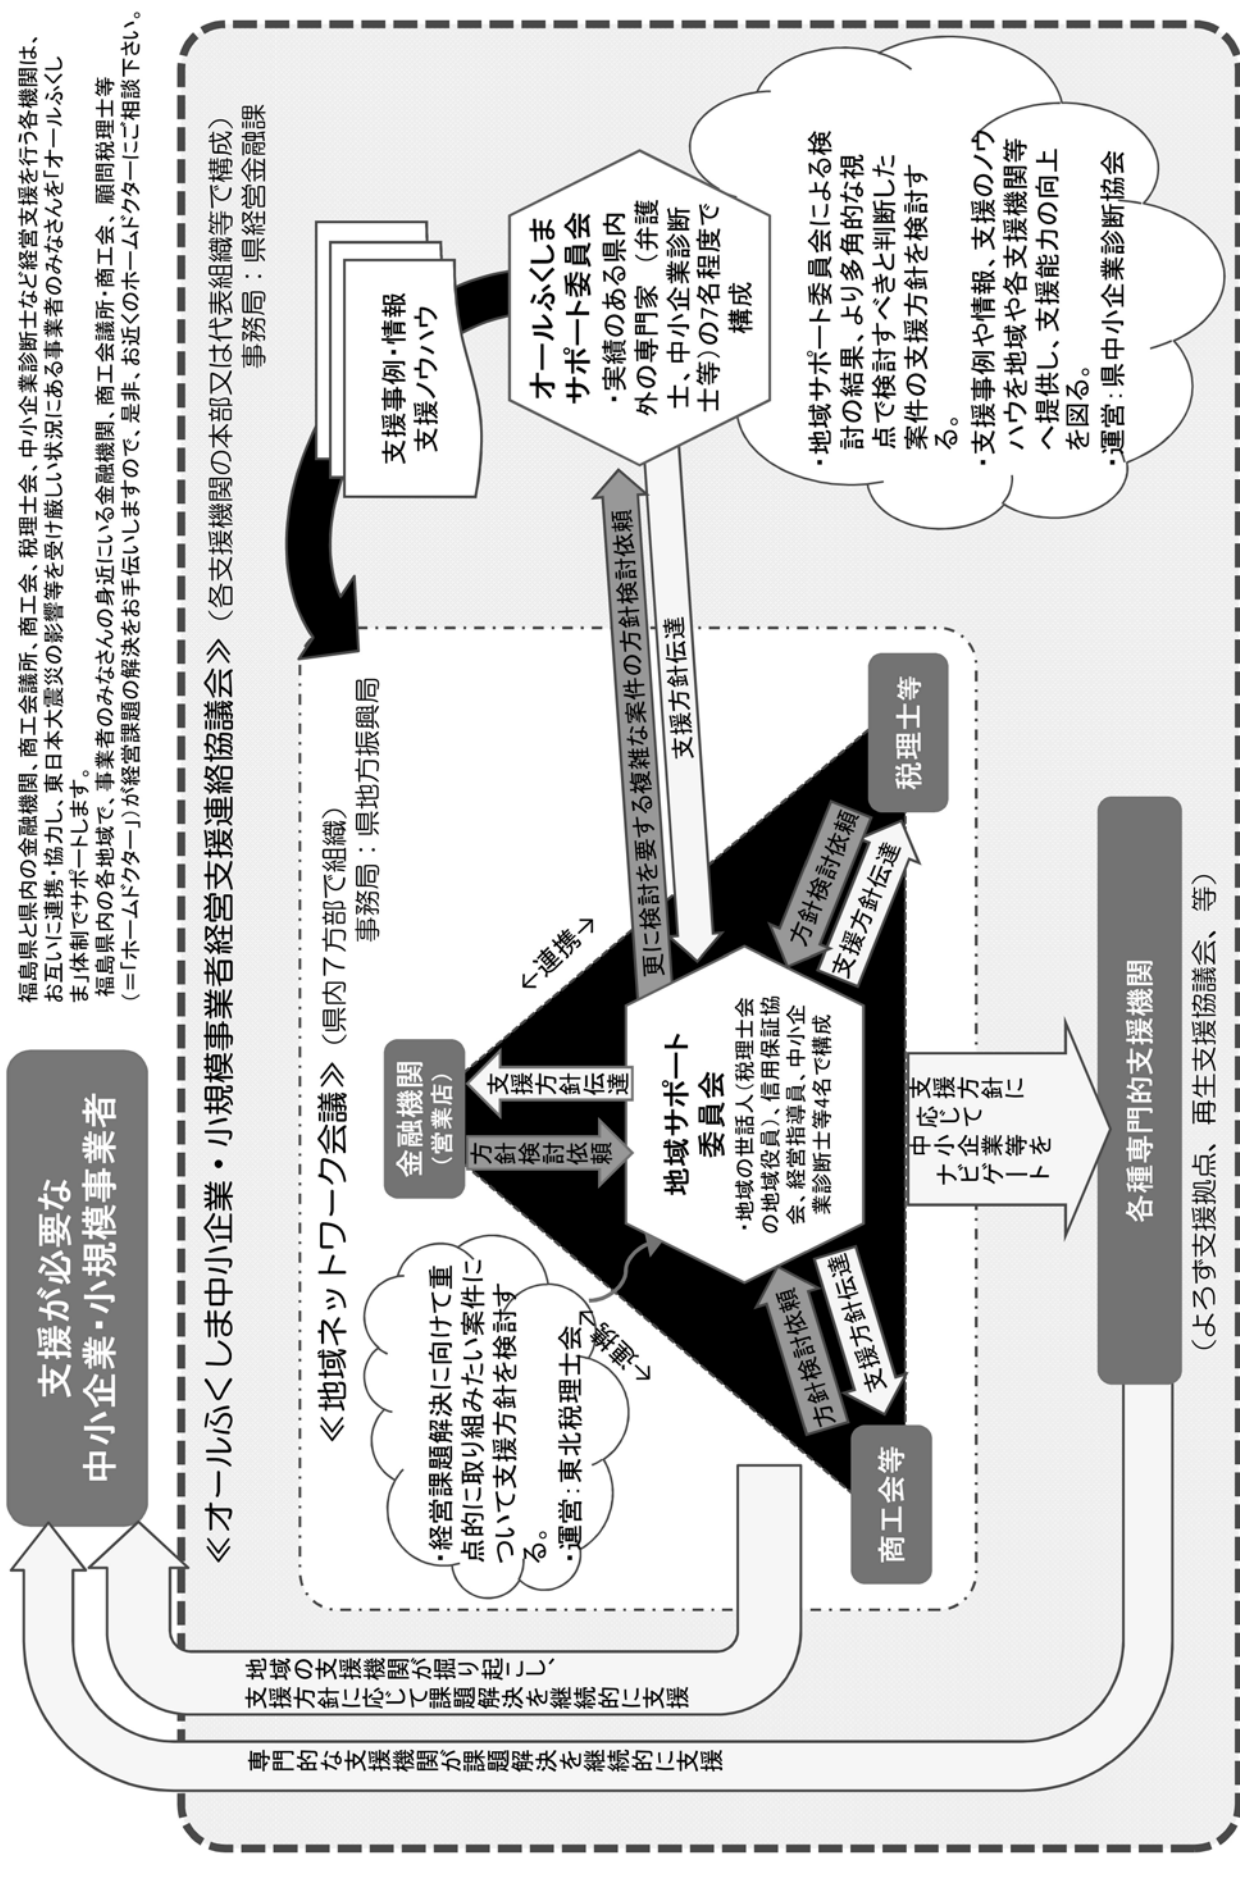 支援が必要な
中小企業・小規模事業者
福島県と県内の金融機関、商工会議所、商工会、税理士会、中小企業診断士など経営支援を行う各機関は、
お互いに連携・協力し、東日本大震災の影響等を受け厳しい状況にある事業者のみなさんを「オールふくし
ま」体制でサポートします。
福島県内の各地域で、事業者のみなさんの身近にいる金融機関、商工会議所・商工会、顧問税理士等
（＝「ホームドクター」）が経営課題の解決をお手伝いしますので、是非、お近くのホームドクターにご相談下さい。
≪オールふくしま中小企業・小規模事業者経営支援連絡協議会≫（各支援機関の本部又は代表組織等で構成）
事務局：県経営金融課
≪地域ネットワーク会議≫（県内７方部で組織）
事務局：県地方振興局
支援事例・情報
支援ノウハウ
金融機関
（営業店）
・経営課題解決に向けて重
点的に取り組みたい案件に
ついて支援方針を検討す
る。
・運営：東北税理士会
←連携→
←連携→
方針検討依頼
支援方針伝達
地域サポート
委員会
・地域の世話人（税理士会
の地域役員）、信用保証協
会、経営指導員、中小企
業診断士等4名で構成
更に検討を要する複雑な案件の方針検討依頼
支援方針伝達
オールふくしま
サポート委員会
・実績のある県内
外の専門家（弁護
士、中小企業診断
士等）の7名程度で
構成
・地域サポート委員会による検
討の結果、より多角的な視
点で検討すべきと判断した
案件の支援方針を検討す
る。
・支援事例や情報、支援のノウ
ハウを地域や各支援機関等
へ提供し、支援能力の向上
を図る。
・運営：県中小企業診断協会
方針検討依頼
支援方針伝達
商工会等
方針検討依頼
支援方針伝達
税理士等
支援方針に
応じて
中小企業等を
ナビゲート
各種専門的支援機関
（よろず支援拠点、再生支援協議会、等）
地域の支援機関が掘り起こし、
支援方針に応じて課題解決を継続的に支援
専門的な支援機関が課題解決を継続的に支援